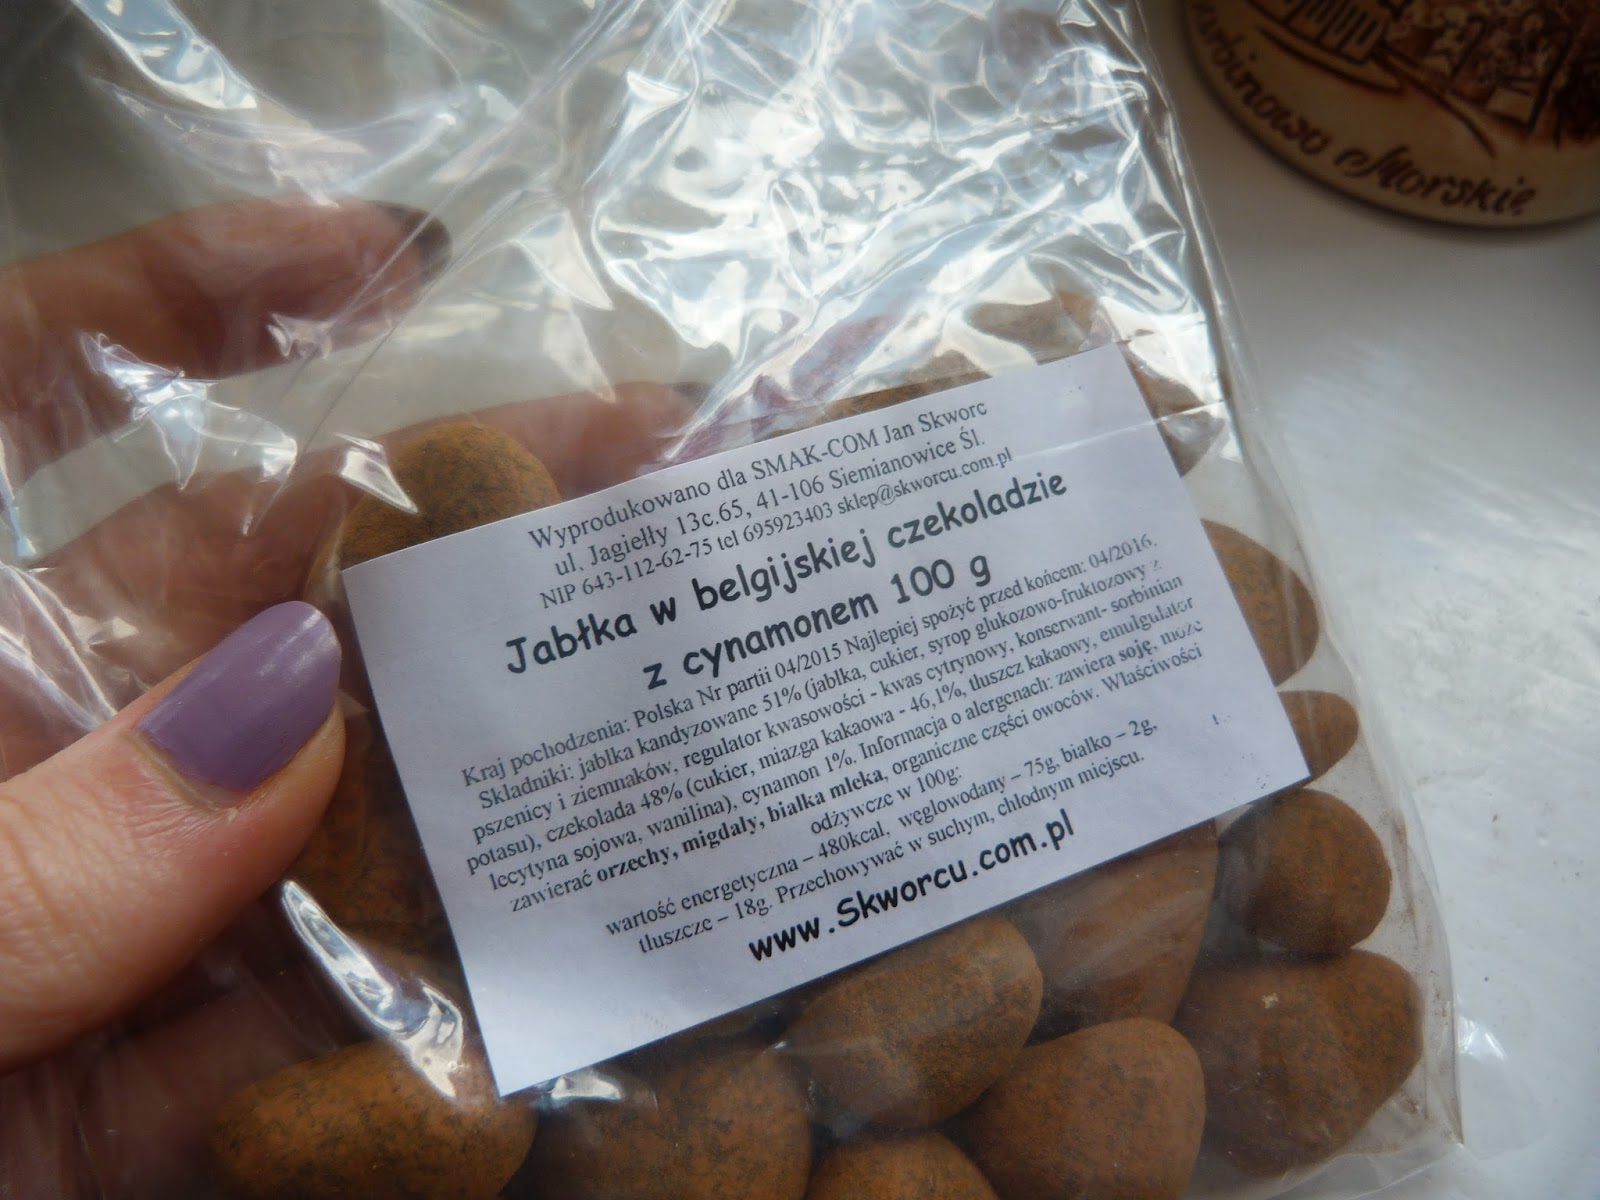 Wyprodukowano dla SMAK-COM Jan Skworc
ul. Jagiełły 13c.65, 41-106 Siemianowice Śl.
NIP 643-112-62-75 tel 695923403 sklep@skworcu.com.pl
Jabłka w belgijskiej czekoladzie
z cynamonem 100 g
Kraj pochodzenia: Polska Nr partii 04/2015 Najlepiej spożyć przed końcem: 04/2016.
Składniki: jabłka kandyzowane 51% (jabłka, cukier, syrop glukozowo-fruktozowy z
pszenicy i ziemnaków, regulator kwasowości - kwas cytrynowy, konserwant- sorbinian
potasu), czekolada 48% (cukier, miazga kakaowa - 46,1%, tłuszcz kakaowy, emulgulator
lecytyna sojowa, wanilina), cynamon 1%. Informacja o alergenach: zawiera soję, może
zawierać orzechy, migdały, białka mleka, organiczne części owoców. Właściwości
odżywcze w 100g:
wartość energetyczna – 480kcal, węglowodany – 75g, białko – 2g,
tłuszcze – 18g. Przechowywać w suchym, chłodnym miejscu.
www.Skworcu.com.pl
Morskie